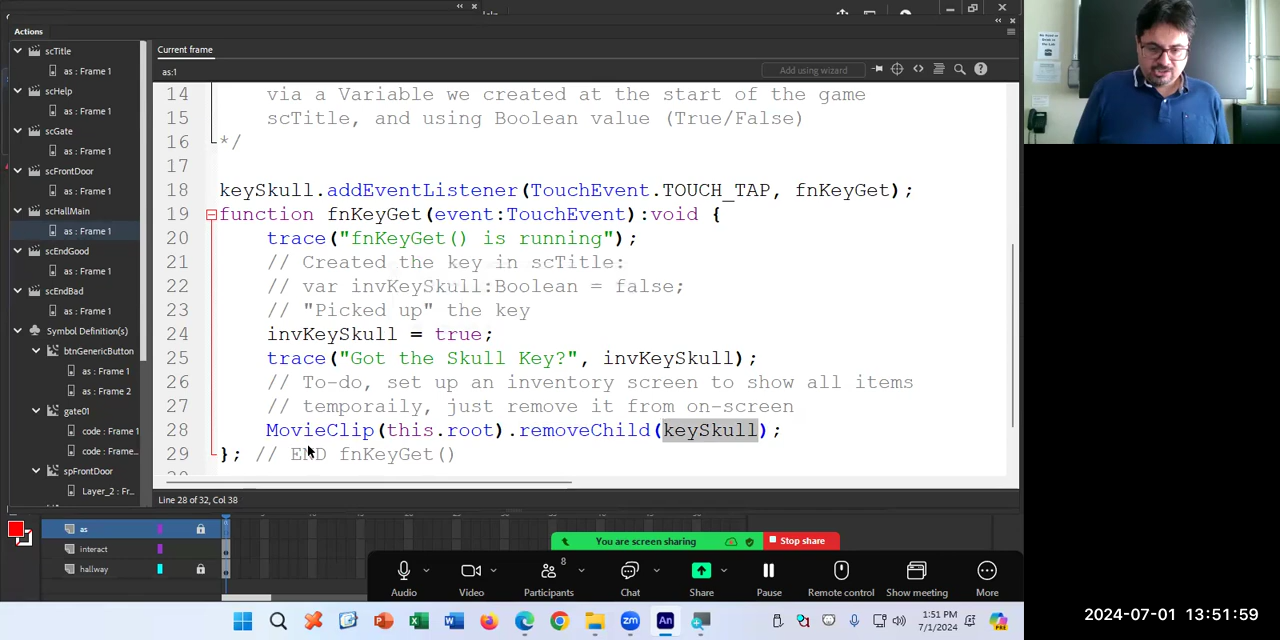 Actions
Current frame
as:1
Add using wizard
scTitle
as : Frame 1
scHelp
as : Frame 1
scGate
as : Frame 1
scFrontDoor
as : Frame 1
scHallMain
as : Frame 1
scEndGood
as : Frame 1
scEndBad
as : Frame 1
Symbol Definition(s)
btnGenericButton
as : Frame 1
as : Frame 2
gate01
code : Frame 1
code : Frame...
spFrontDoor
Layer_2 : Fr...
14 via a Variable we created at the start of the game
15 scTitle, and using Boolean value (True/False)
16 */
17
18 keySkull.addEventListener(TouchEvent.TOUCH_TAP, fnKeyGet);
19 function fnKeyGet(event:TouchEvent):void {
20 trace("fnKeyGet() is running");
21 // Created the key in scTitle:
22 // var invKeySkull:Boolean = false;
23 // "Picked up" the key
24 invKeySkull = true;
25 trace("Got the Skull Key?", invKeySkull);
26 // To-do, set up an inventory screen to show all items
27 // temporaily, just remove it from on-screen
28 MovieClip(this.root).removeChild(keySkull);
29 }; // END fnKeyGet()
Line 28 of 32, Col 38
as
interact
hallway
You are screen sharing
Stop share
8
Audio
Video
Participants
Chat
Share
Pause
Remote control
Show meeting
More
1:51 PM
7/1/2024
2024-07-01 13:51:59